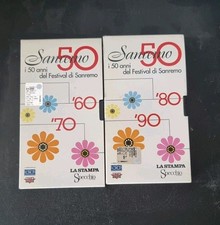 Sanremo 50
i 50 anni
del Festival di Sanremo
'60
'70
LA STAMPA
Specchio
Sanremo 50
i 50 anni
del Festival di Sanremo
'80
'90
LA STAMPA
Specchio